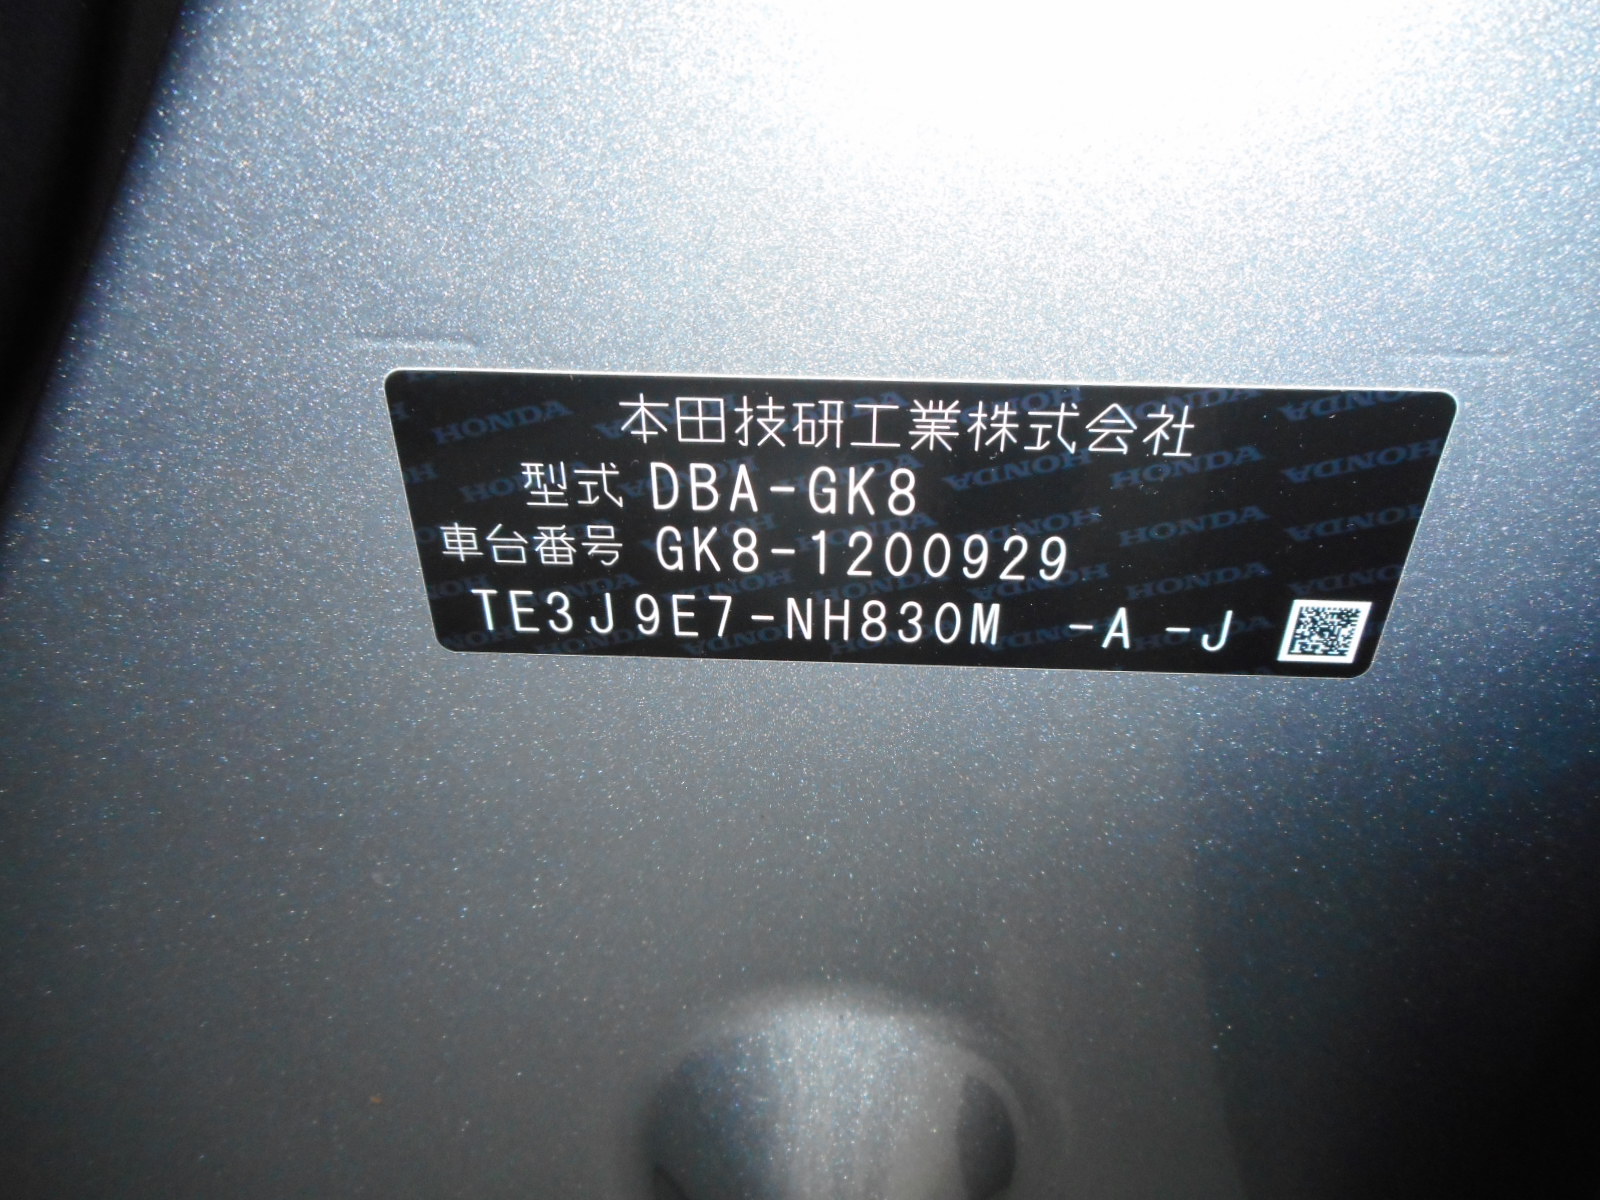 本田技研工業株式会社
型式 DBA-GK8
車台番号 GK8-1200929
TE3J9E7-NH830M -A -J